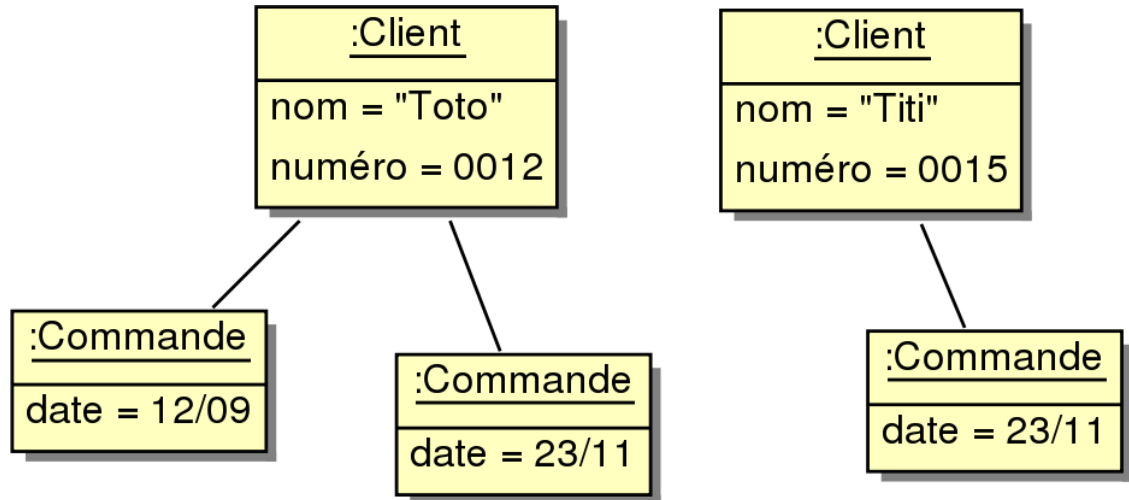 :Client
nom = "Toto"
numéro = 0012
:Client
nom = "Titi"
numéro = 0015
:Commande
date = 12/09
:Commande
date = 23/11
:Commande
date = 23/11